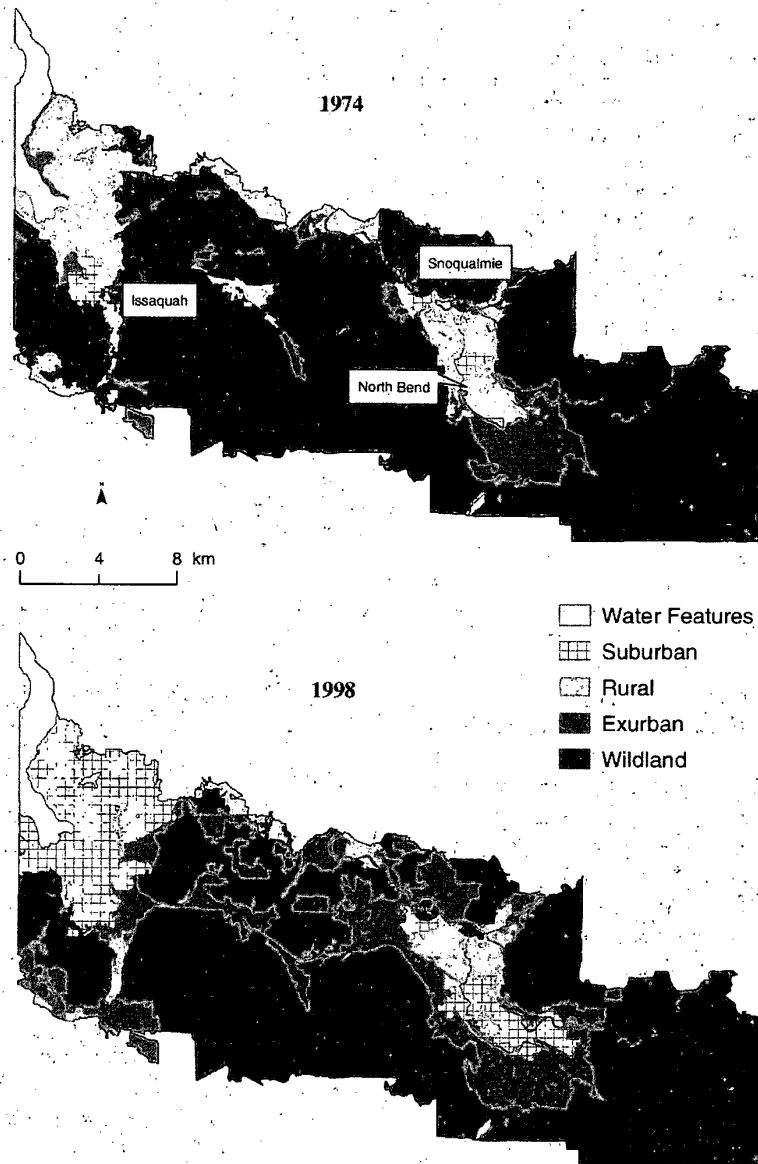 1974
Snoqualmie
Issaquah
North Bend
0 4 8 km
Water Features
Suburban
1998
Rural
Exurban
Wildland